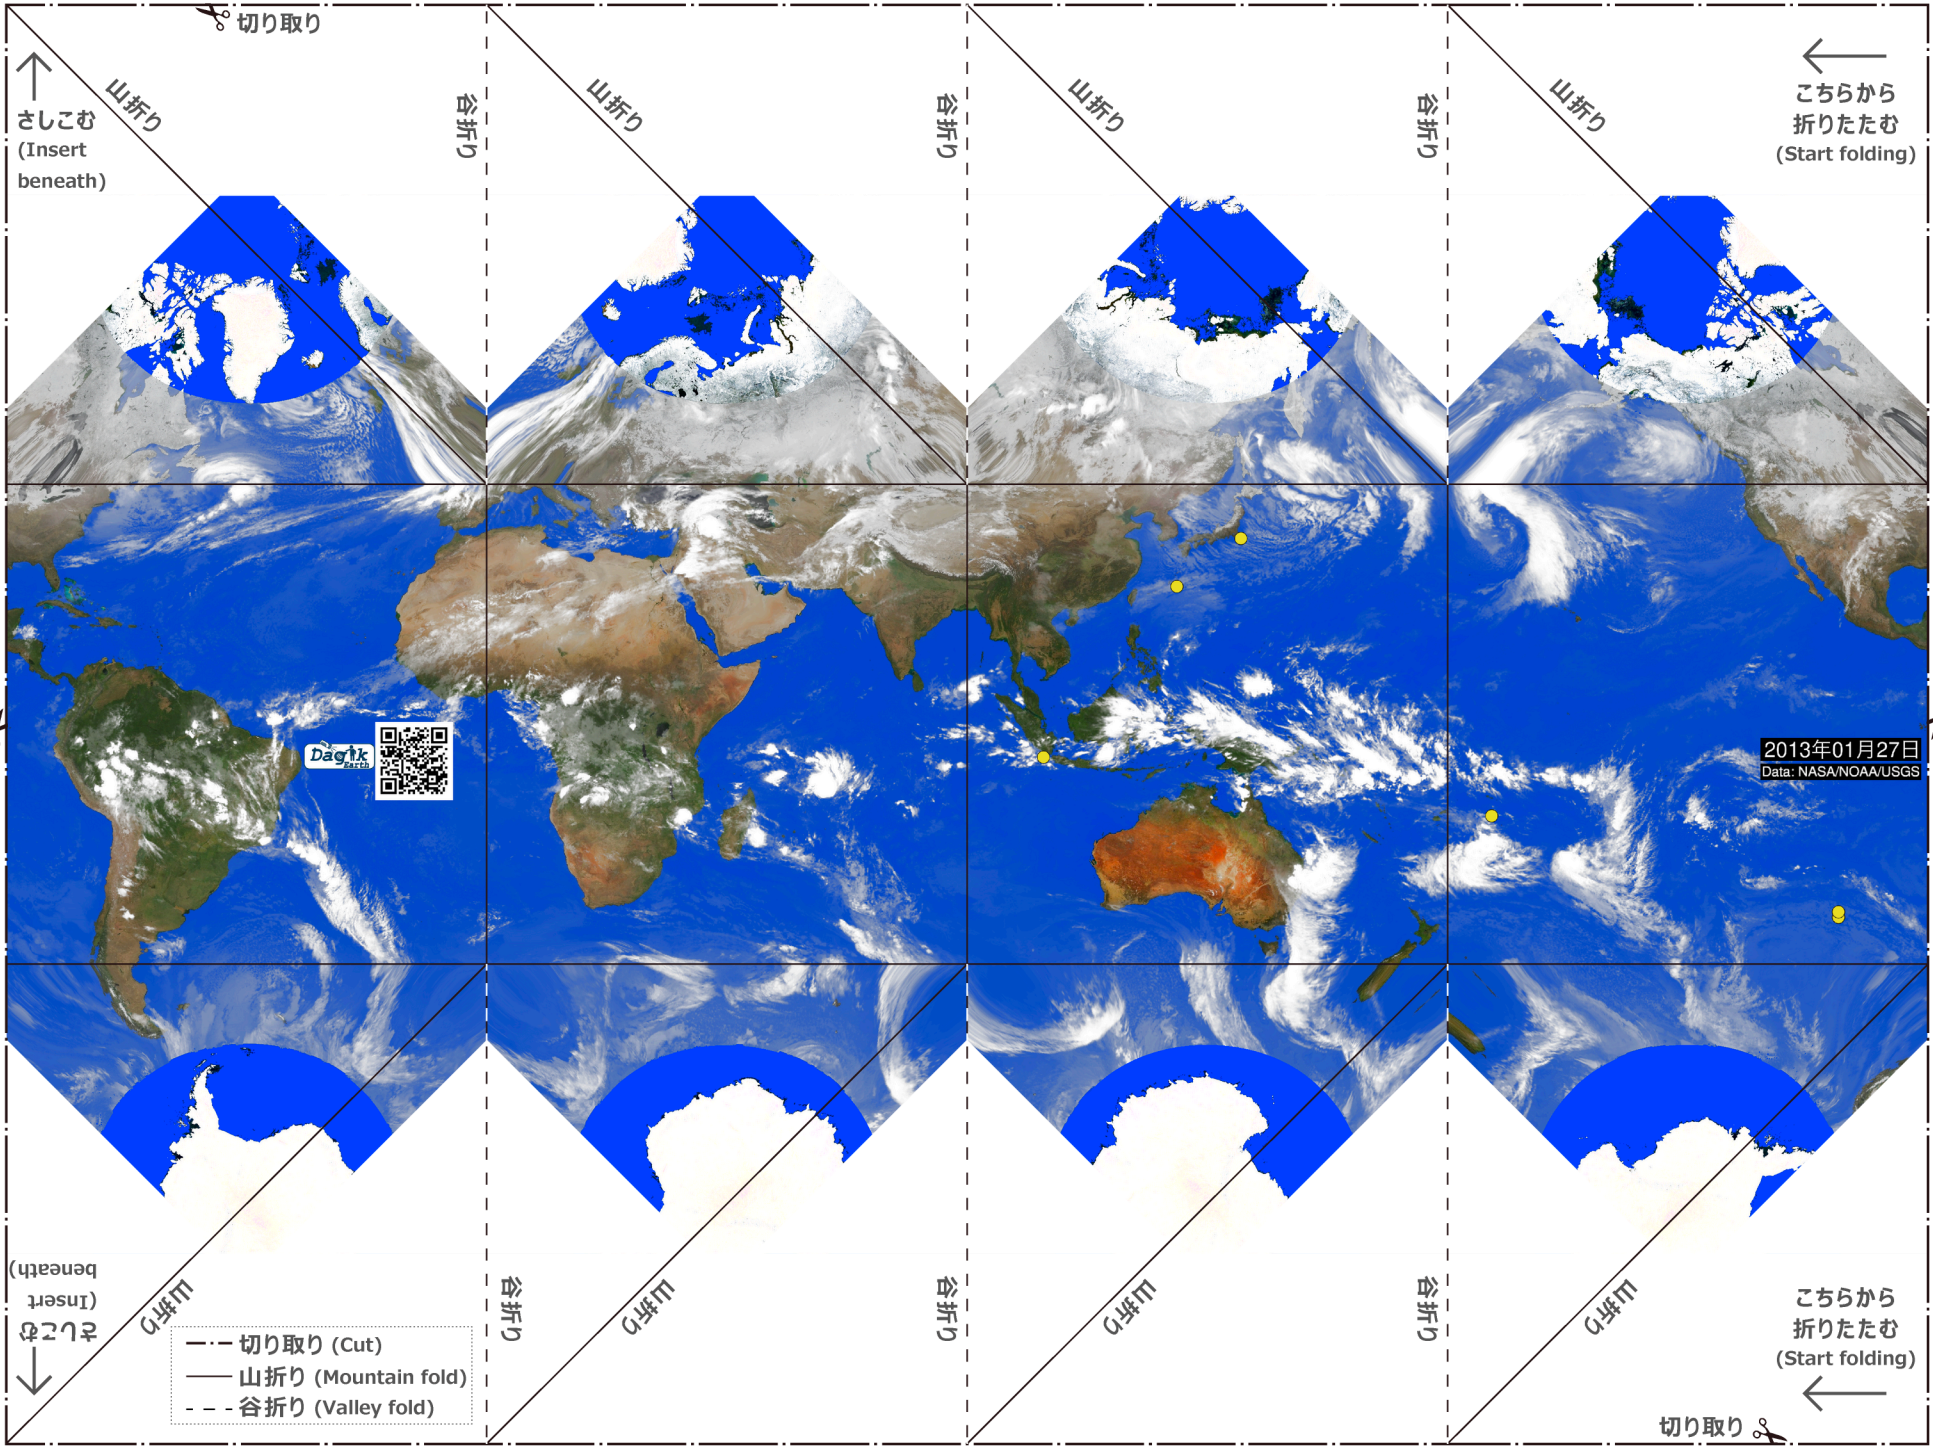 切り取り
さしこむ
(Insert
beneath)
山折り
谷折り
山折り
谷折り
山折り
谷折り
山折り
こちらから
折りたたむ
(Start folding)
Dagik
Earth
2013年01月27日
Data: NASA/NOAA/USGS
さしこむ
(Insert
beneath)
山折り
谷折り
山折り
谷折り
山折り
谷折り
山折り
こちらから
折りたたむ
(Start folding)
切り取り (Cut)
山折り (Mountain fold)
谷折り (Valley fold)
切り取り